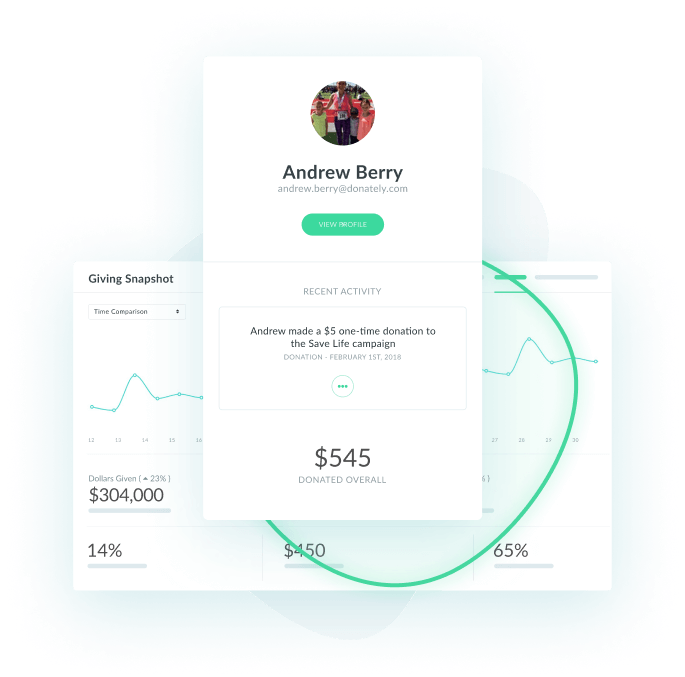 Andrew Berry
andrew.berry@donately.com
VIEW PROFILE
Giving Snapshot
Time Comparison
RECENT ACTIVITY
Andrew made a $5 one-time donation to
the Save Life campaign
DONATION - FEBRUARY 1ST, 2018
12 13 14 15 16
27 28 29 30
$545
DONATED OVERALL
Dollars Given ( 23% )
$304,000
% )
14%
$450
65%